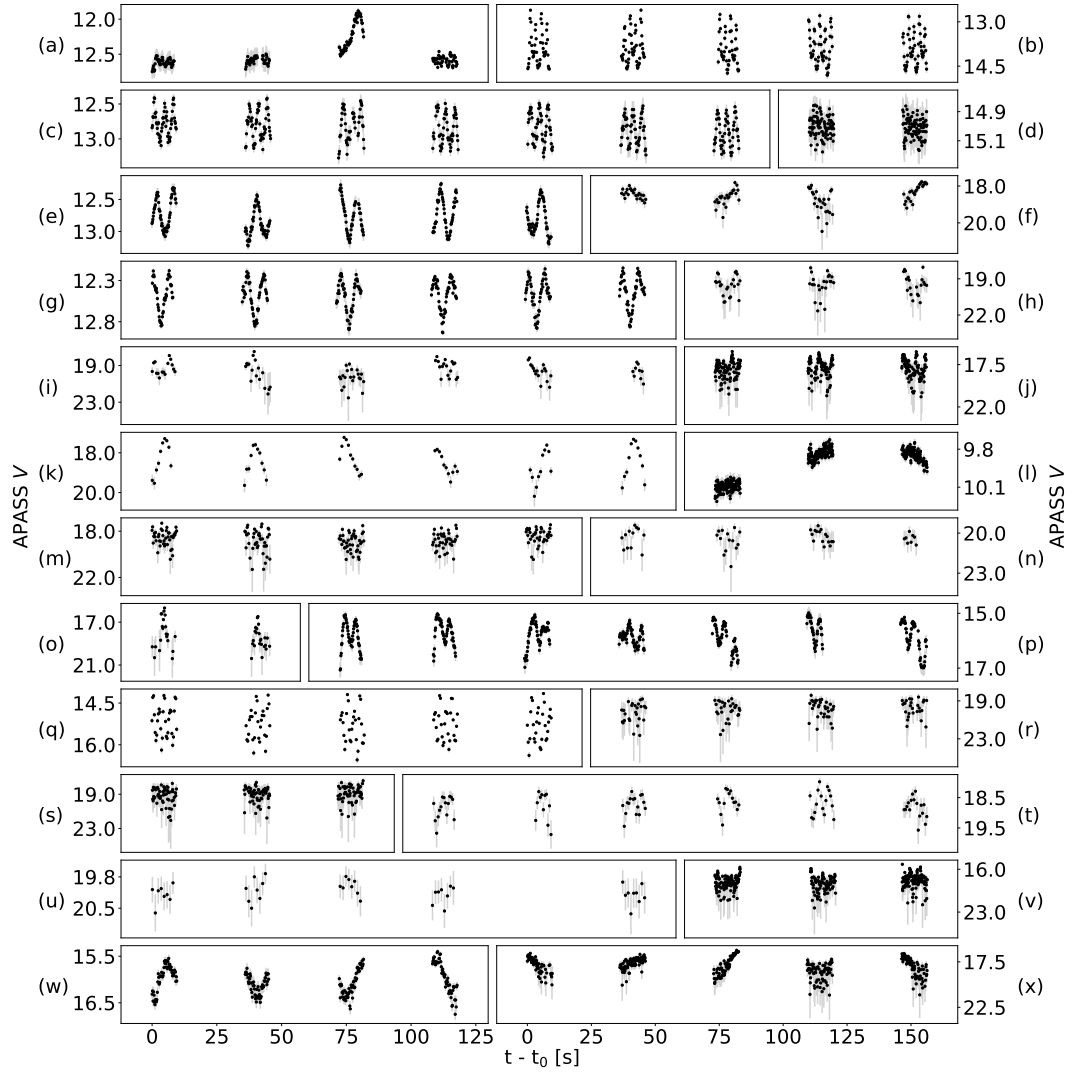 12.0
12.5
(a)
13.0
14.5
(b)
12.5
13.0
(c)
14.9
15.1
(d)
12.5
13.0
(e)
18.0
20.0
(f)
12.3
12.8
(g)
19.0
22.0
(h)
19.0
23.0
(i)
17.5
22.0
(j)
18.0
20.0
(k)
9.8
10.1
(l)
APASS V
APASS V
18.0
22.0
(m)
20.0
23.0
(n)
17.0
21.0
(o)
15.0
17.0
(p)
14.5
16.0
(q)
19.0
23.0
(r)
19.0
23.0
(s)
18.5
19.5
(t)
19.8
20.5
(u)
16.0
23.0
(v)
15.5
16.5
(w)
17.5
22.5
(x)
0 25 50 75 100 125 0 25 50 75 100 125 150
t - t0 [s]